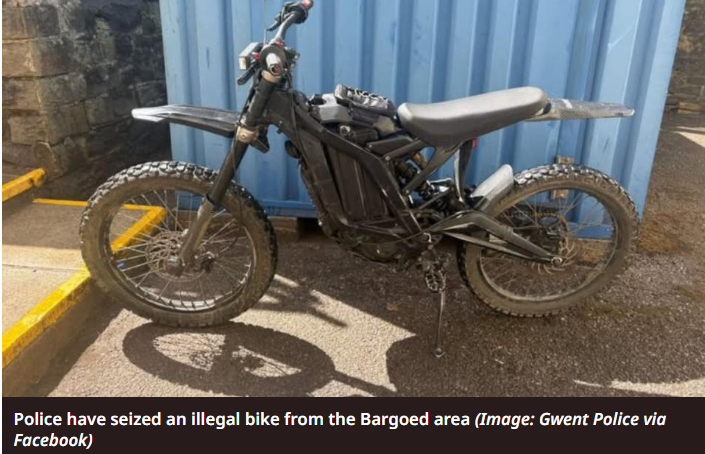 Police have seized an illegal bike from the Bargoed area (Image: Gwent Police via
Facebook)